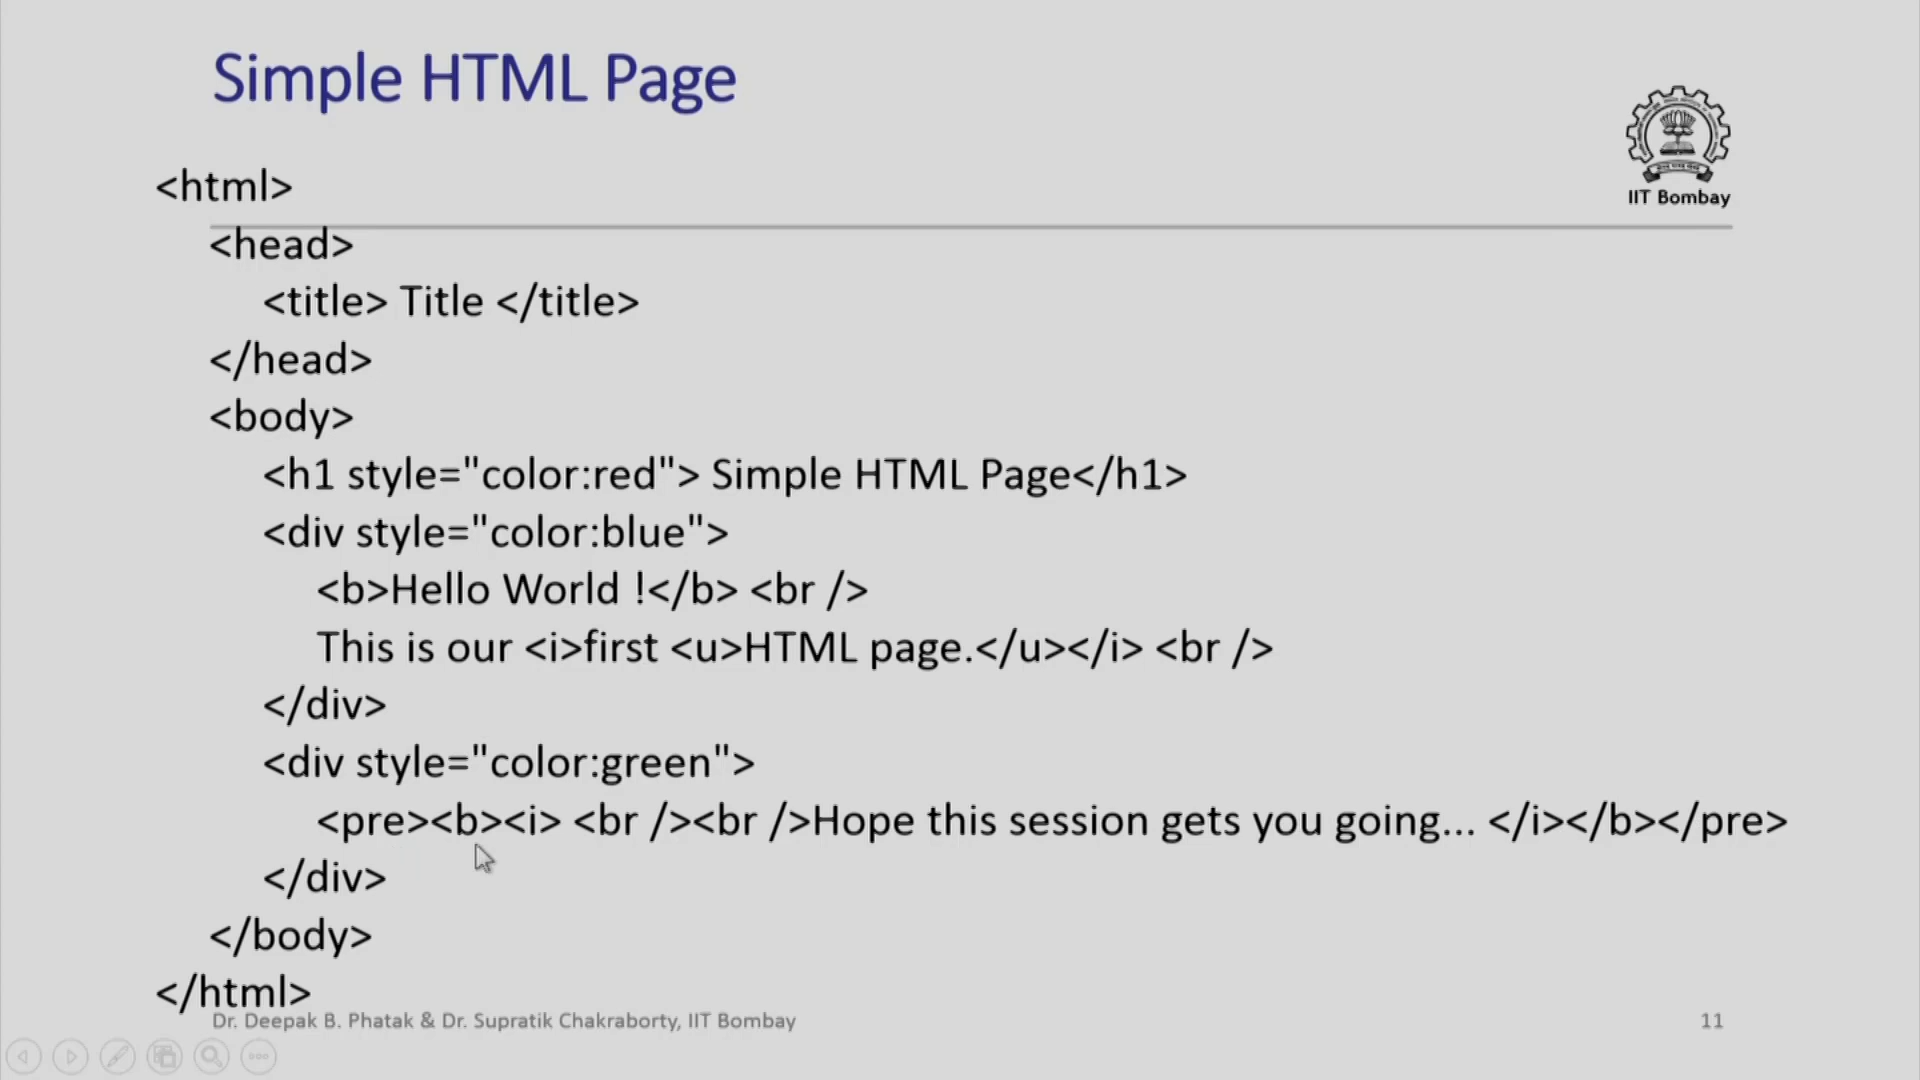 Simple HTML Page
IIT Bombay
<html>
<head>
<title> Title </title>
</head>
<body>
<h1 style="color:red"> Simple HTML Page</h1>
<div style="color:blue">
<b>Hello World !</b> <br />
This is our <i>first <u>HTML page.</u></i> <br />
</div>
<div style="color:green">
<pre><b><i> <br /><br />Hope this session gets you going... </i></b></pre>
</div>
</body>
</html>
Dr. Deepak B. Phatak & Dr. Supratik Chakraborty, IIT Bombay
11